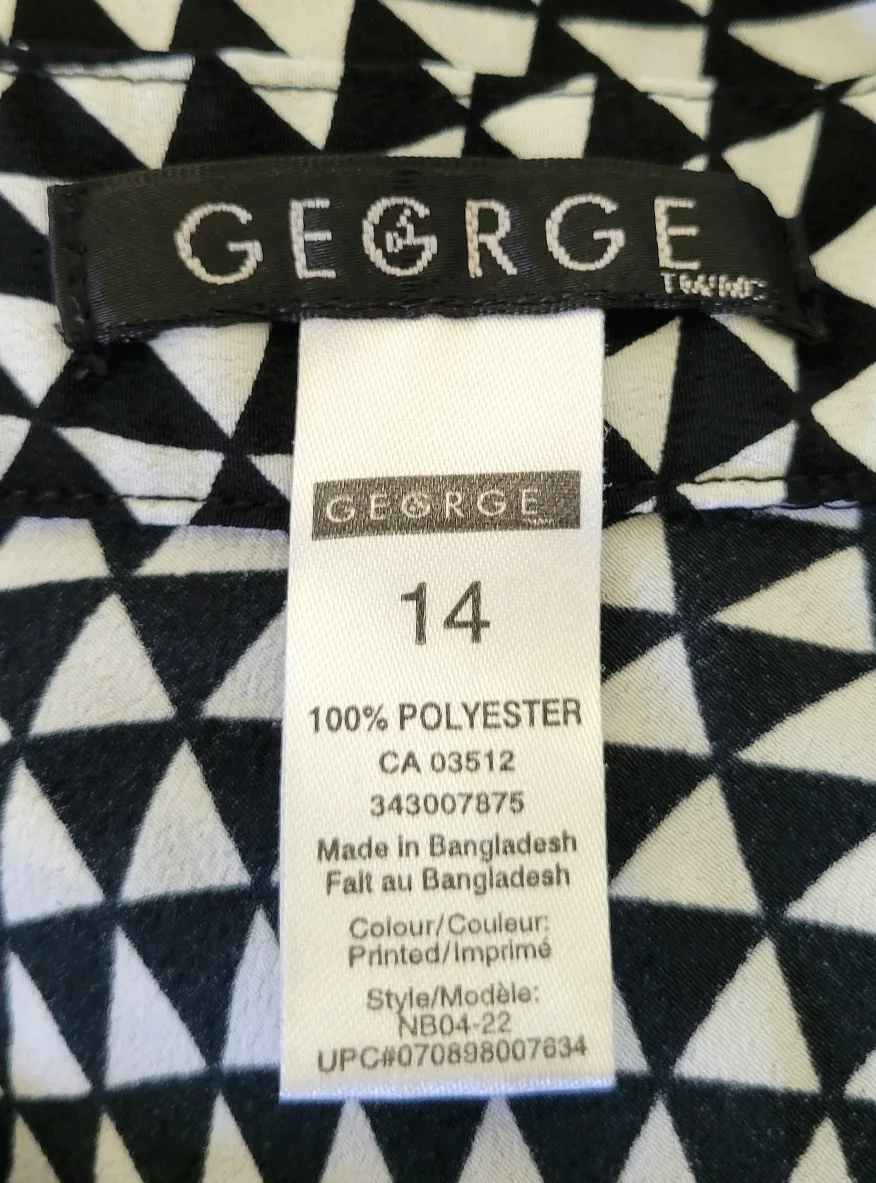 GEORGE
GEORGE
14
100% POLYESTER
CA 03512
343007875
Made in Bangladesh
Fait au Bangladesh
Colour/Couleur:
Printed/Imprimé
Style/Modèle:
NB04-22
UPC#070898007634